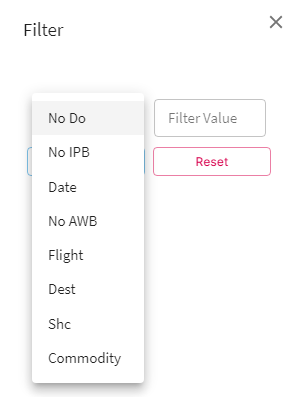 Filter
No Do
Filter Value
No IPB
Reset
Date
No AWB
Flight
Dest
Shc
Commodity